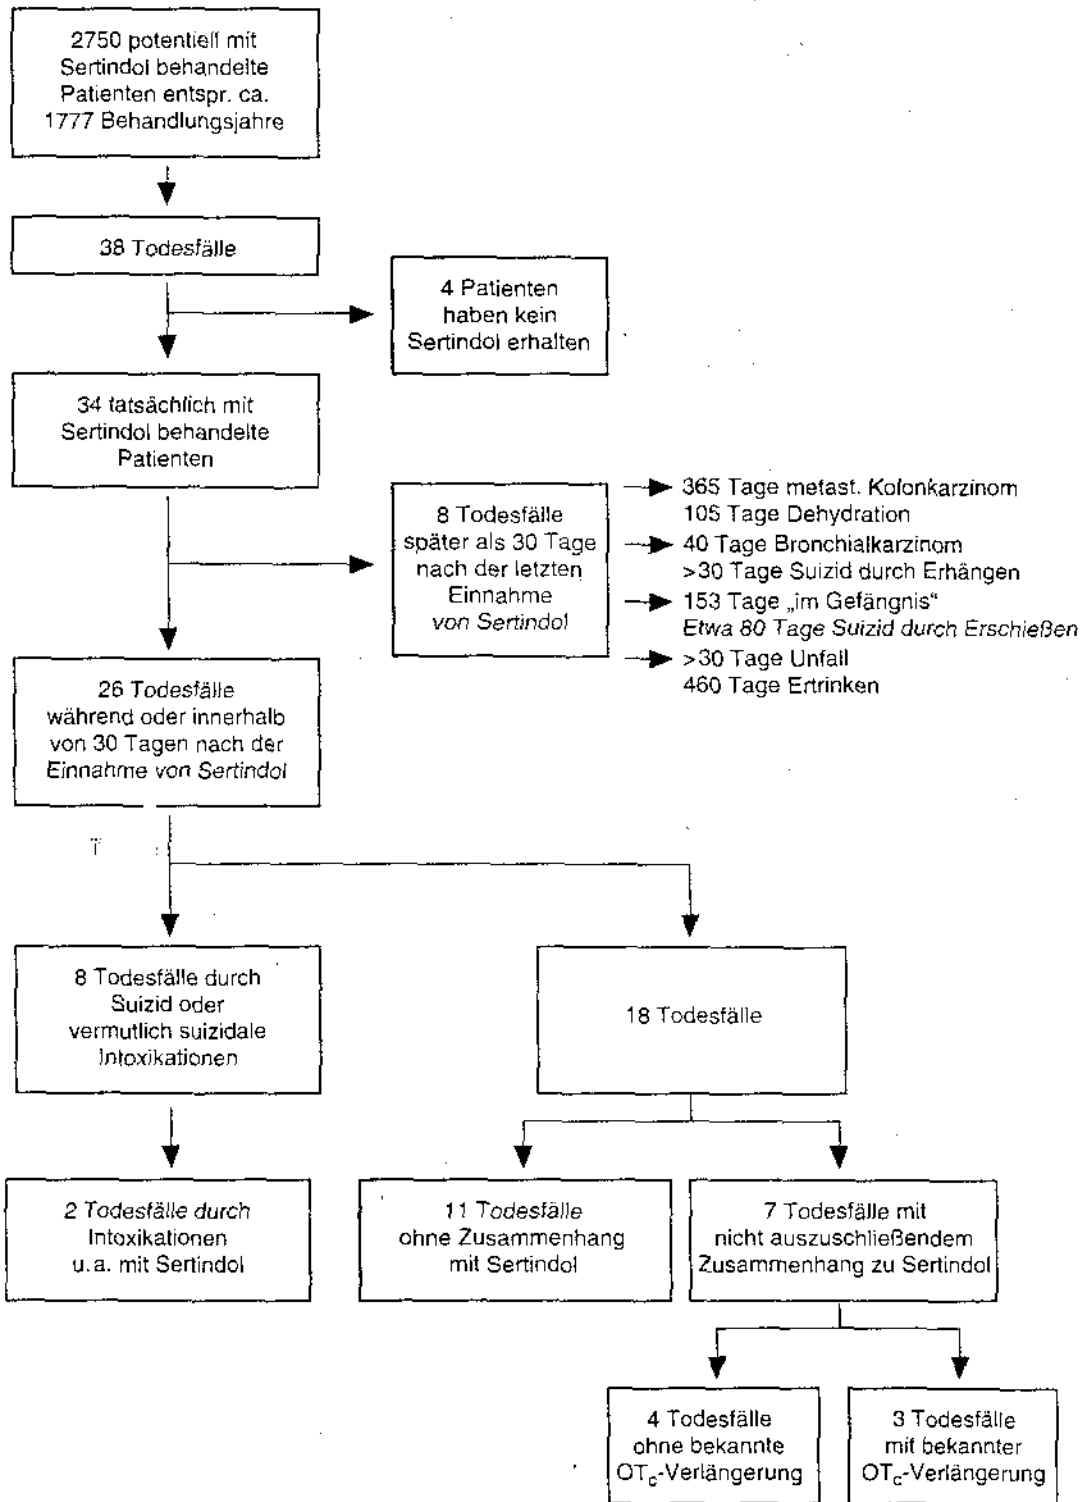 2750 potentiell mit
Sertindol behandelte
Patienten entspr. ca.
1777 Behandlungsjahre
38 Todesfälle
4 Patienten
haben kein
Sertindol erhalten
34 tatsächlich mit
Sertindol behandelte
Patienten
8 Todesfälle
später als 30 Tage
nach der letzten
Einnahme
von Sertindol
365 Tage metast. Kolonkarzinom
105 Tage Dehydration
40 Tage Bronchialkarzinom
>30 Tage Suizid durch Erhängen
153 Tage „im Gefängnis“
Etwa 80 Tage Suizid durch Erschießen
>30 Tage Unfall
460 Tage Ertrinken
26 Todesfälle
während oder innerhalb
von 30 Tagen nach der
Einnahme von Sertindol
T
8 Todesfälle durch
Suizid oder
vermutlich suizidale
Intoxikationen
18 Todesfälle
2 Todesfälle durch
Intoxikationen
u.a. mit Sertindol
11 Todesfälle
ohne Zusammenhang
mit Sertindol
7 Todesfälle mit
nicht auszuschließendem
Zusammenhang zu Sertindol
4 Todesfälle
ohne bekannte
QTc-Verlängerung
3 Todesfälle
mit bekannter
QTc-Verlängerung